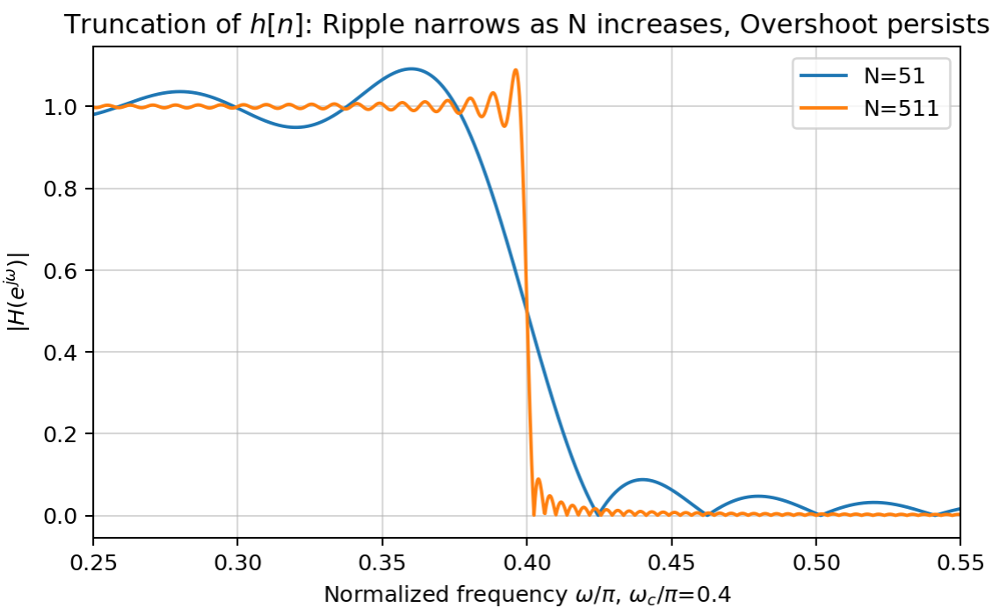 Truncation of h[n]: Ripple narrows as N increases, Overshoot persists
N=51
N=511
|H(e^{jω})|
1.0
0.8
0.6
0.4
0.2
0.0
0.25 0.30 0.35 0.40 0.45 0.50 0.55
Normalized frequency ω/π, ω_c/π=0.4